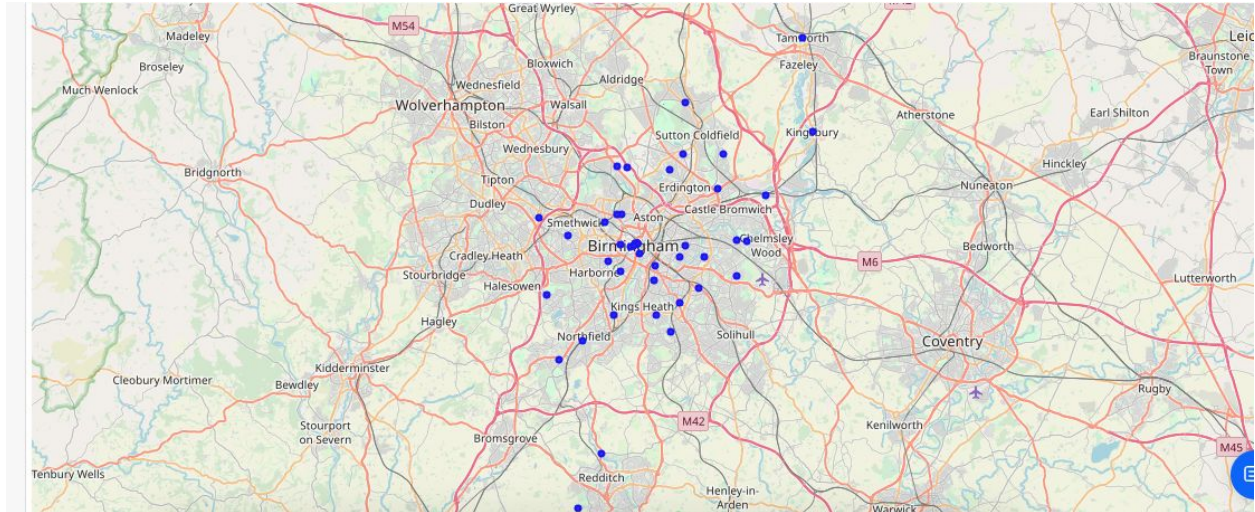 Great Wyrley
M54
Madeley
Tamworth
Broseley
Bloxwich
Fazeley
Braunstone
Town
Much Wenlock
Wednesfield
Aldridge
Wolverhampton
Walsall
Earl Shilton
Atherstone
Bilston
Sutton Coldfield
Kingsbury
Wednesbury
Hinckley
Bridgnorth
Tipton
Erdington
Nuneaton
Dudley
Castle Bromwich
Smethwick
Aston
Chelmsley
Wood
Birmingham
Bedworth
Cradley Heath
M6
Stourbridge
Harborne
Halesowen
Lutterworth
Kings Heath
Hagley
Northfield
Solihull
Coventry
Kidderminster
Cleobury Mortimer
Bewdley
Rugby
Stourport
on Severn
M42
Kenilworth
Bromsgrove
M45
Tenbury Wells
Redditch
Henley-in-
Arden
Warwick